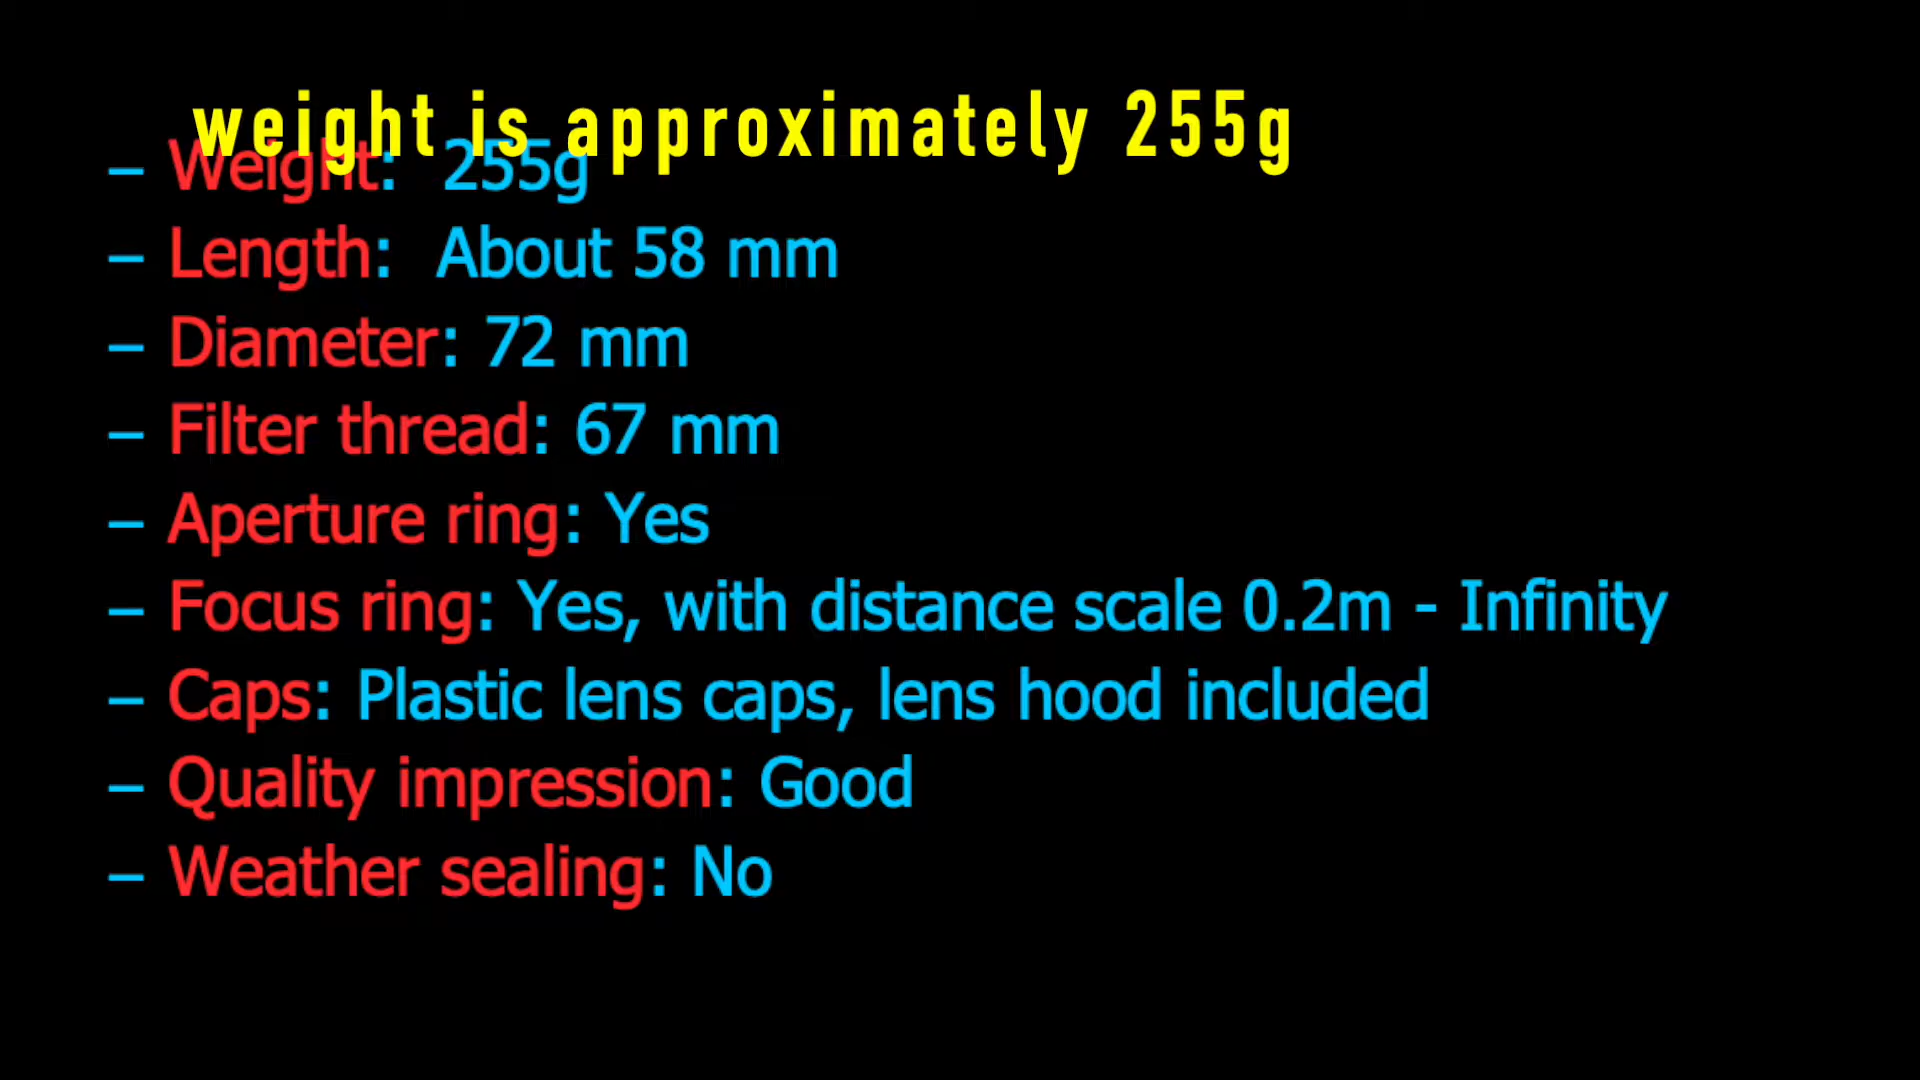 weight is approximately 255g
– Weight: 255g
– Length: About 58 mm
– Diameter: 72 mm
– Filter thread: 67 mm
– Aperture ring: Yes
– Focus ring: Yes, with distance scale 0.2m - Infinity
– Caps: Plastic lens caps, lens hood included
– Quality impression: Good
– Weather sealing: No